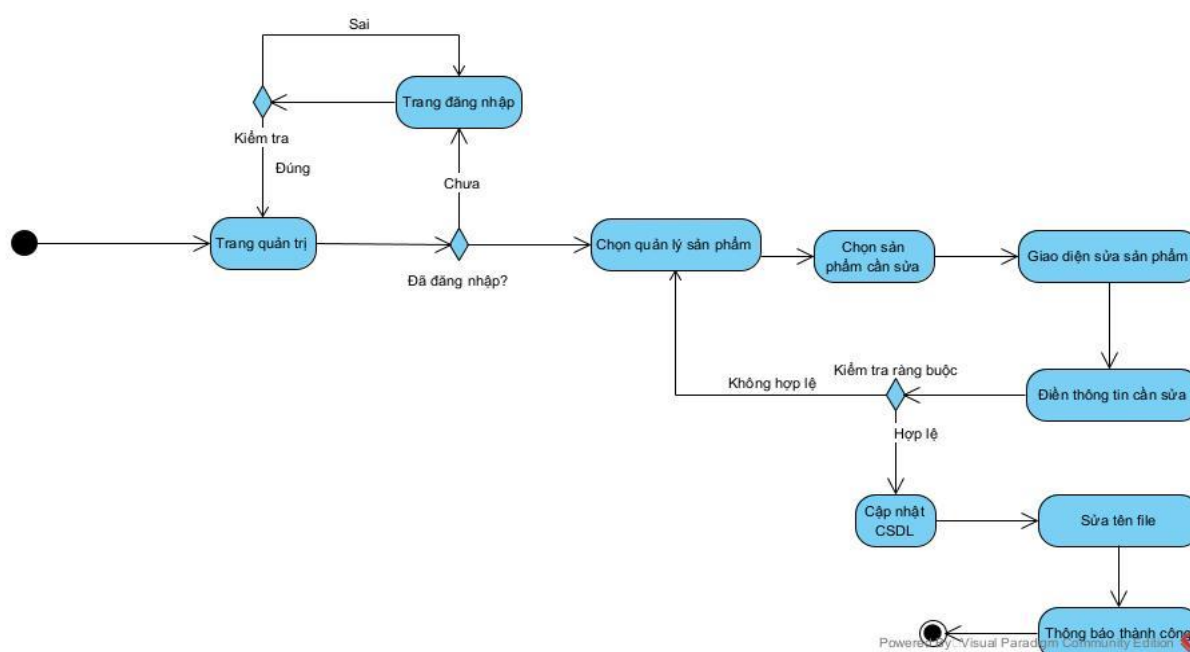 Sai
Trang đăng nhập
Kiểm tra
Đúng
Chưa
Trang quản trị
Đã đăng nhập?
Chọn quản lý sản phẩm
Chọn sản
phẩm cần sửa
Giao diện sửa sản phẩm
Kiểm tra ràng buộc
Không hợp lệ
Điền thông tin cần sửa
Hợp lệ
Cập nhật
CSDL
Sửa tên file
Thông báo thành công
Powered By Visual Paradigm Community Edition